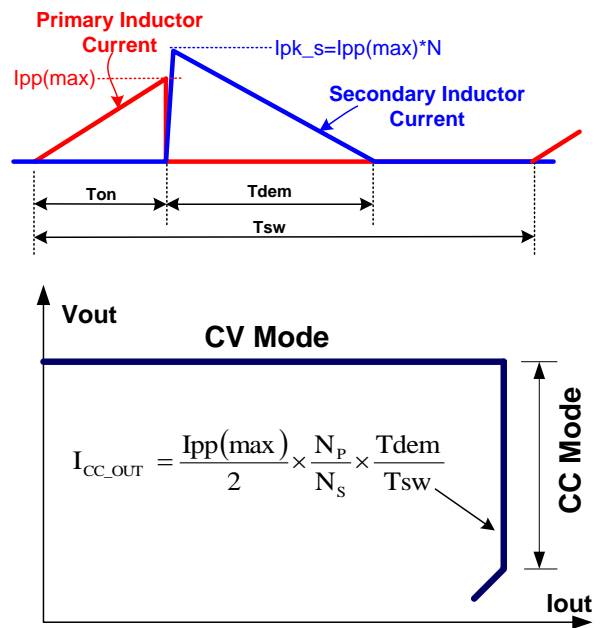 Primary Inductor
Current
Ipk_s=Ipp(max)*N
Ipp(max)
Secondary Inductor
Current
Ton
Tdem
Tsw
Vout
CV Mode
I_CC_OUT = Ipp(max)/2 × N_P/N_S × Tdem/Tsw
CC Mode
Iout